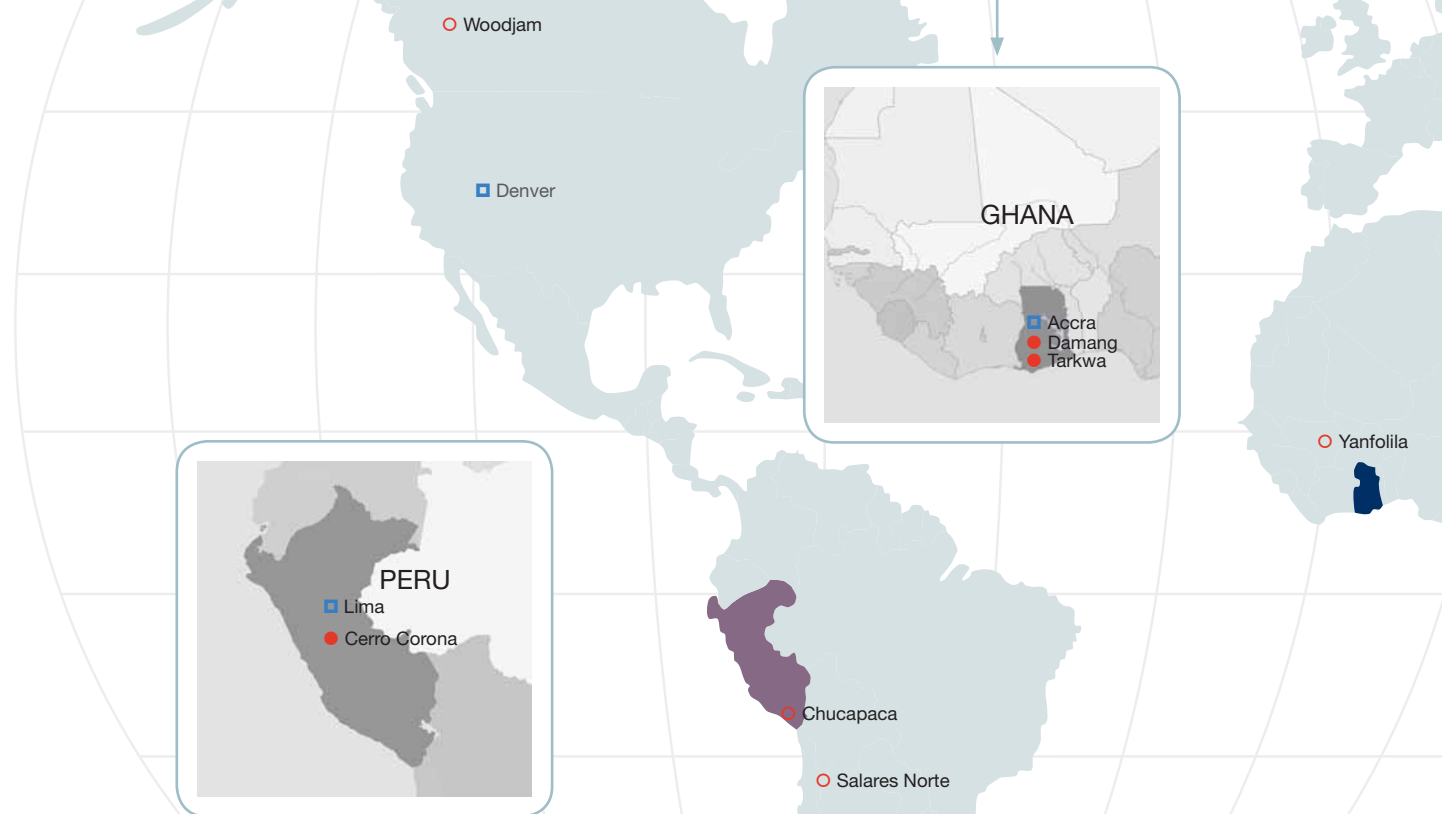 Woodjam
Denver
GHANA
Accra
Damang
Tarkwa
Yanfolila
PERU
Lima
Cerro Corona
Chucapaca
Salares Norte